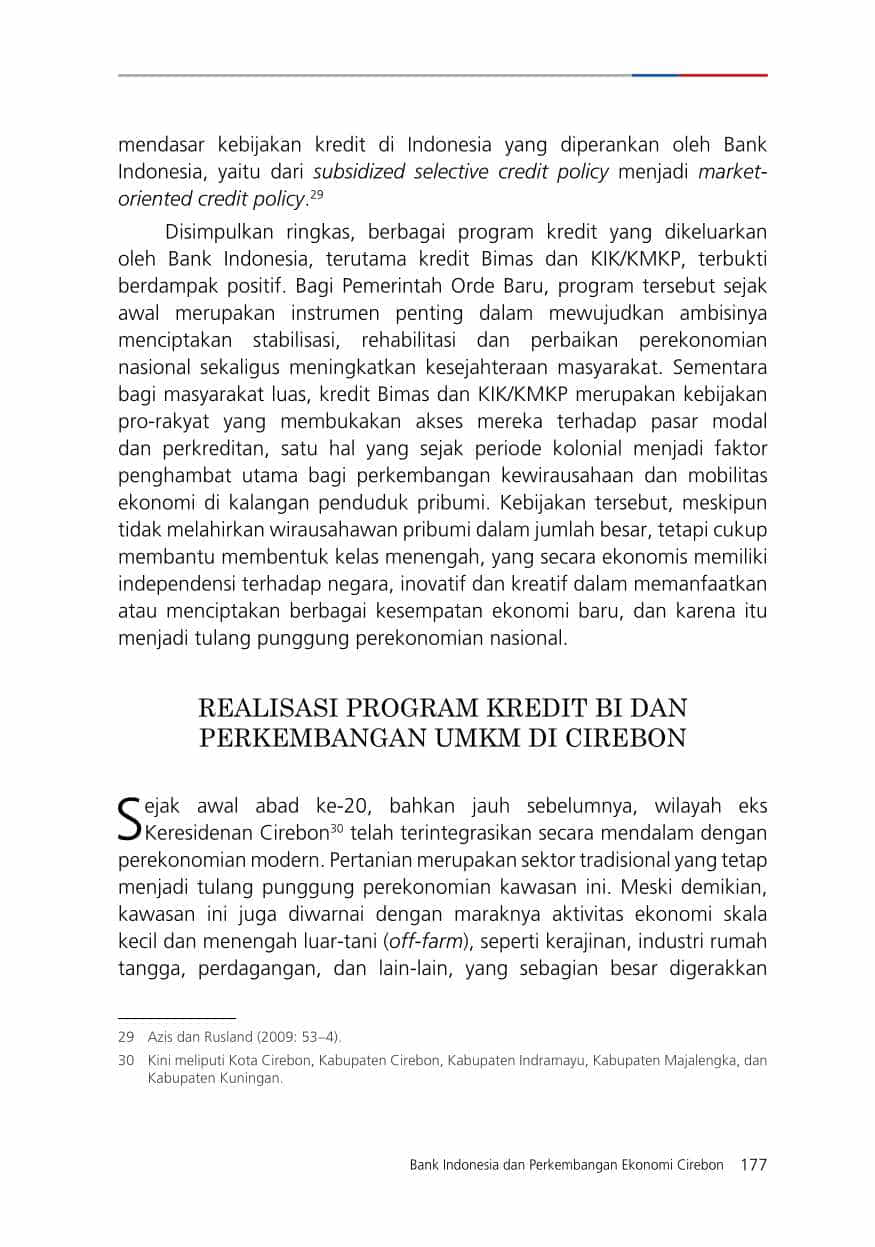 mendasar kebijakan kredit di Indonesia yang diperankan oleh Bank
Indonesia, yaitu dari subsidized selective credit policy menjadi market-
oriented credit policy.29
Disimpulkan ringkas, berbagai program kredit yang dikeluarkan
oleh Bank Indonesia, terutama kredit Bimas dan KIK/KMKP, terbukti
berdampak positif. Bagi Pemerintah Orde Baru, program tersebut sejak
awal merupakan instrumen penting dalam mewujudkan ambisinya
menciptakan stabilisasi, rehabilitasi dan perbaikan perekonomian
nasional sekaligus meningkatkan kesejahteraan masyarakat. Sementara
bagi masyarakat luas, kredit Bimas dan KIK/KMKP merupakan kebijakan
pro-rakyat yang membukakan akses mereka terhadap pasar modal
dan perkreditan, satu hal yang sejak periode kolonial menjadi faktor
penghambat utama bagi perkembangan kewirausahaan dan mobilitas
ekonomi di kalangan penduduk pribumi. Kebijakan tersebut, meskipun
tidak melahirkan wirausahawan pribumi dalam jumlah besar, tetapi cukup
membantu membentuk kelas menengah, yang secara ekonomis memiliki
independensi terhadap negara, inovatif dan kreatif dalam memanfaatkan
atau menciptakan berbagai kesempatan ekonomi baru, dan karena itu
menjadi tulang punggung perekonomian nasional.
REALISASI PROGRAM KREDIT BI DAN
PERKEMBANGAN UMKM DI CIREBON
Sejak awal abad ke-20, bahkan jauh sebelumnya, wilayah eks
Keresidenan Cirebon30 telah terintegrasikan secara mendalam dengan
perekonomian modern. Pertanian merupakan sektor tradisional yang tetap
menjadi tulang punggung perekonomian kawasan ini. Meski demikian,
kawasan ini juga diwarnai dengan maraknya aktivitas ekonomi skala
kecil dan menengah luar-tani (off-farm), seperti kerajinan, industri rumah
tangga, perdagangan, dan lain-lain, yang sebagian besar digerakkan
29 Azis dan Rusland (2009: 53–4).
30 Kini meliputi Kota Cirebon, Kabupaten Cirebon, Kabupaten Indramayu, Kabupaten Majalengka, dan
Kabupaten Kuningan.
Bank Indonesia dan Perkembangan Ekonomi Cirebon 177